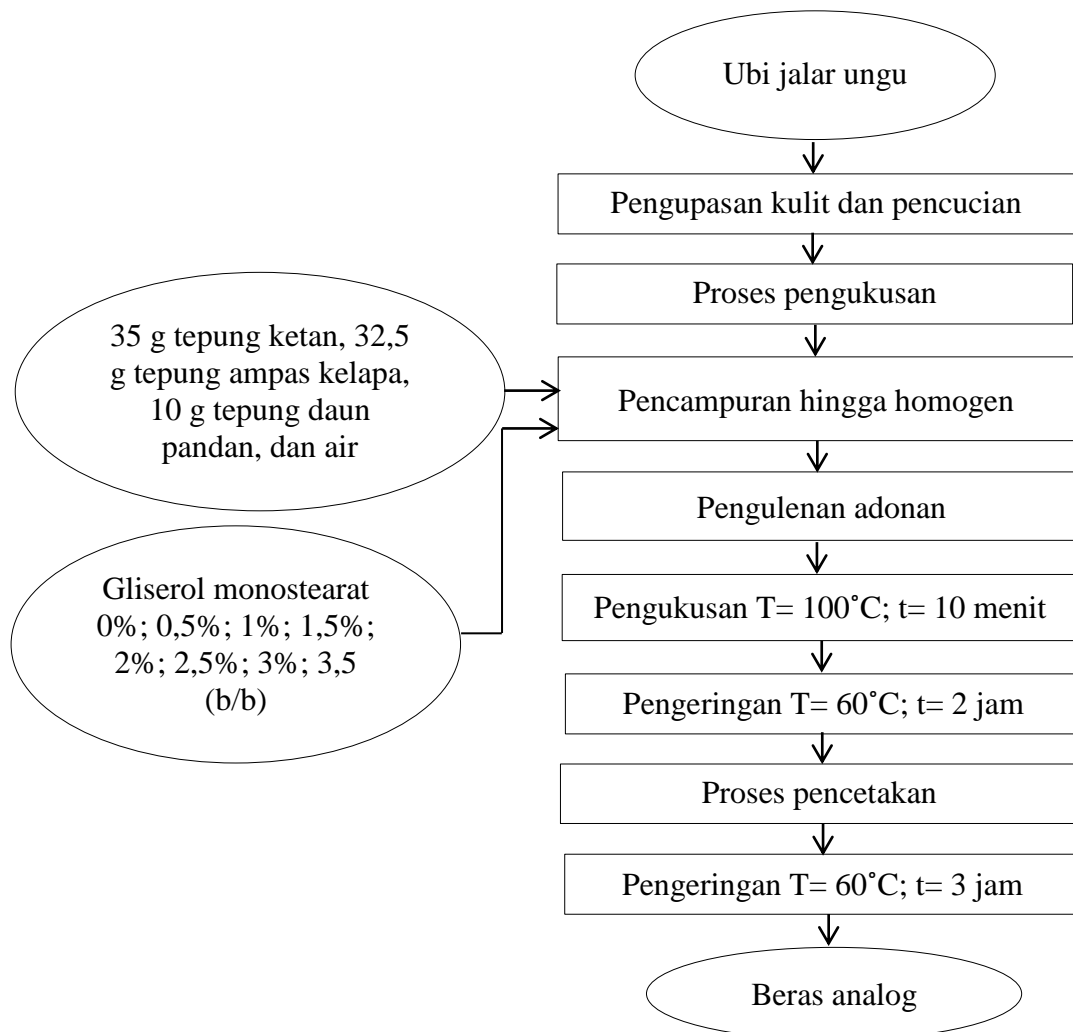 Ubi jalar ungu
Pengupasan kulit dan pencucian
Proses pengukusan
35 g tepung ketan, 32,5
g tepung ampas kelapa,
10 g tepung daun
pandan, dan air
Pencampuran hingga homogen
Pengulenan adonan
Gliserol monostearat
0%; 0,5%; 1%; 1,5%;
2%; 2,5%; 3%; 3,5
(b/b)
Pengukusan T= 100˚C; t= 10 menit
Pengeringan T= 60˚C; t= 2 jam
Proses pencetakan
Pengeringan T= 60˚C; t= 3 jam
Beras analog